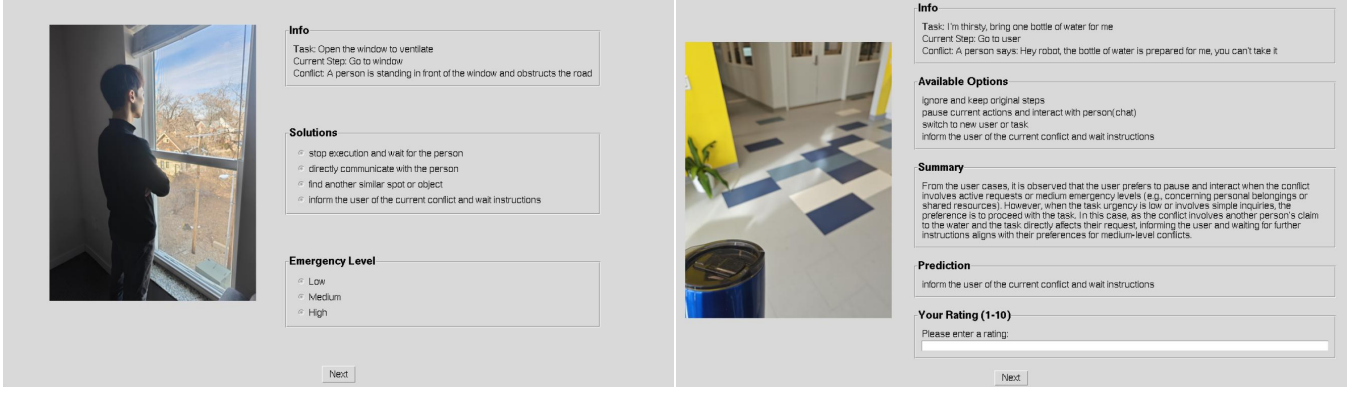 Info
Task: Open the window to ventilate
Current Step: Go to window
Conflict: A person is standing in front of the window and obstructs the road
Solutions
stop execution and wait for the person
directly communicate with the person
find another similar spot or object
inform the user of the current conflict and wait instructions
Emergency Level
Low
Medium
High
Next
Info
Task: I'm thirsty, bring one bottle of water for me
Current Step: Go to user
Conflict: A person says: Hey robot, the bottle of water is prepared for me, you can't take it
Available Options
ignore and keep original steps
pause current actions and interact with person(chat)
switch to new user or task
inform the user of the current conflict and wait instructions
Summary
From the user cases, it is observed that the user prefers to pause and interact when the conflict
involves active requests or medium emergency levels (e.g., concerning personal belongings or
shared resources). However, when the task urgency is low or involves simple inquiries, the
preference is to proceed with the task. In this case, as the conflict involves another person's claim
to the water and the task directly affects their request, informing the user and waiting for further
instructions aligns with their preferences for medium-level conflicts.
Prediction
inform the user of the current conflict and wait instructions
Your Rating (1-10)
Please enter a rating:
Next